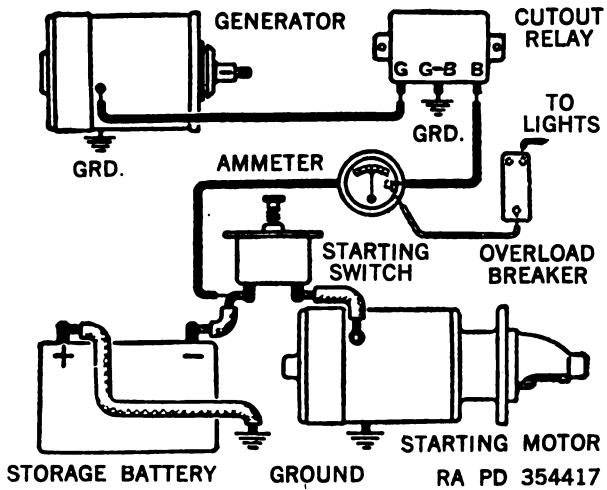 GENERATOR
CUTOUT
RELAY
G G-B B
GRD.
GRD.
TO
LIGHTS
AMMETER
STARTING
SWITCH
OVERLOAD
BREAKER
+ −
STORAGE BATTERY
GROUND
STARTING MOTOR
RA PD 354417